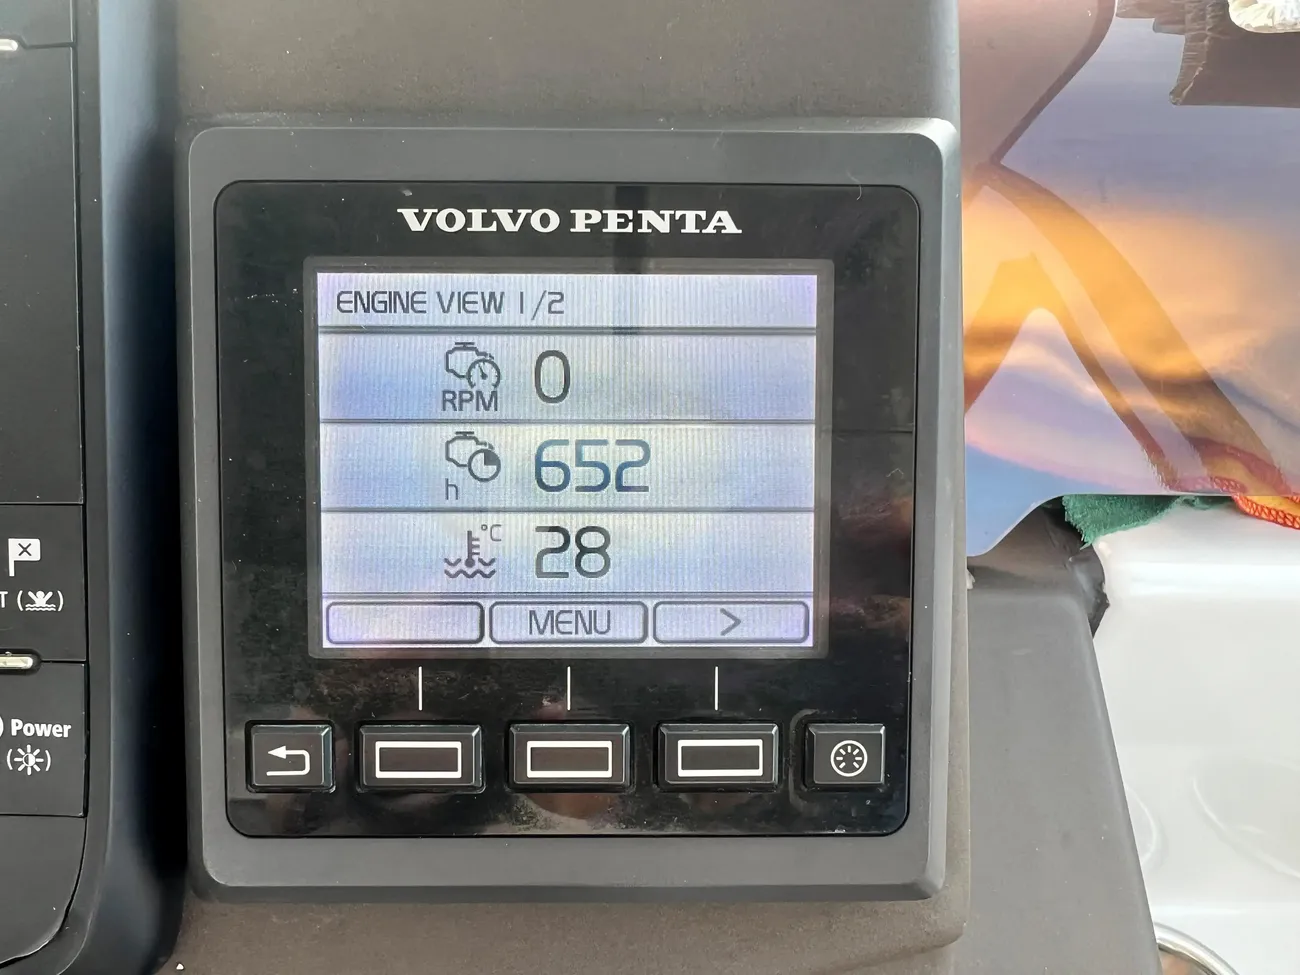 VOLVO PENTA
ENGINE VIEW 1/2
RPM 0
h 652
°C 28
MENU >
T
Power